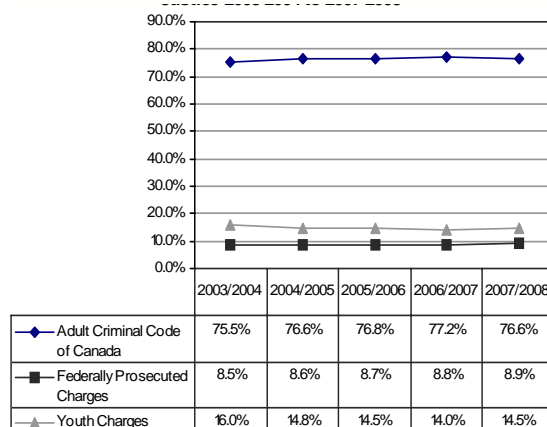 90.0%
80.0%
70.0%
60.0%
50.0%
40.0%
30.0%
20.0%
10.0%
0.0%
2003/2004 2004/2005 2005/2006 2006/2007 2007/2008
Adult Criminal Code 75.5% 76.6% 76.8% 77.2% 76.6%
of Canada
Federally Prosecuted 8.5% 8.6% 8.7% 8.8% 8.9%
Charges
Youth Charges 16.0% 14.8% 14.5% 14.0% 14.5%